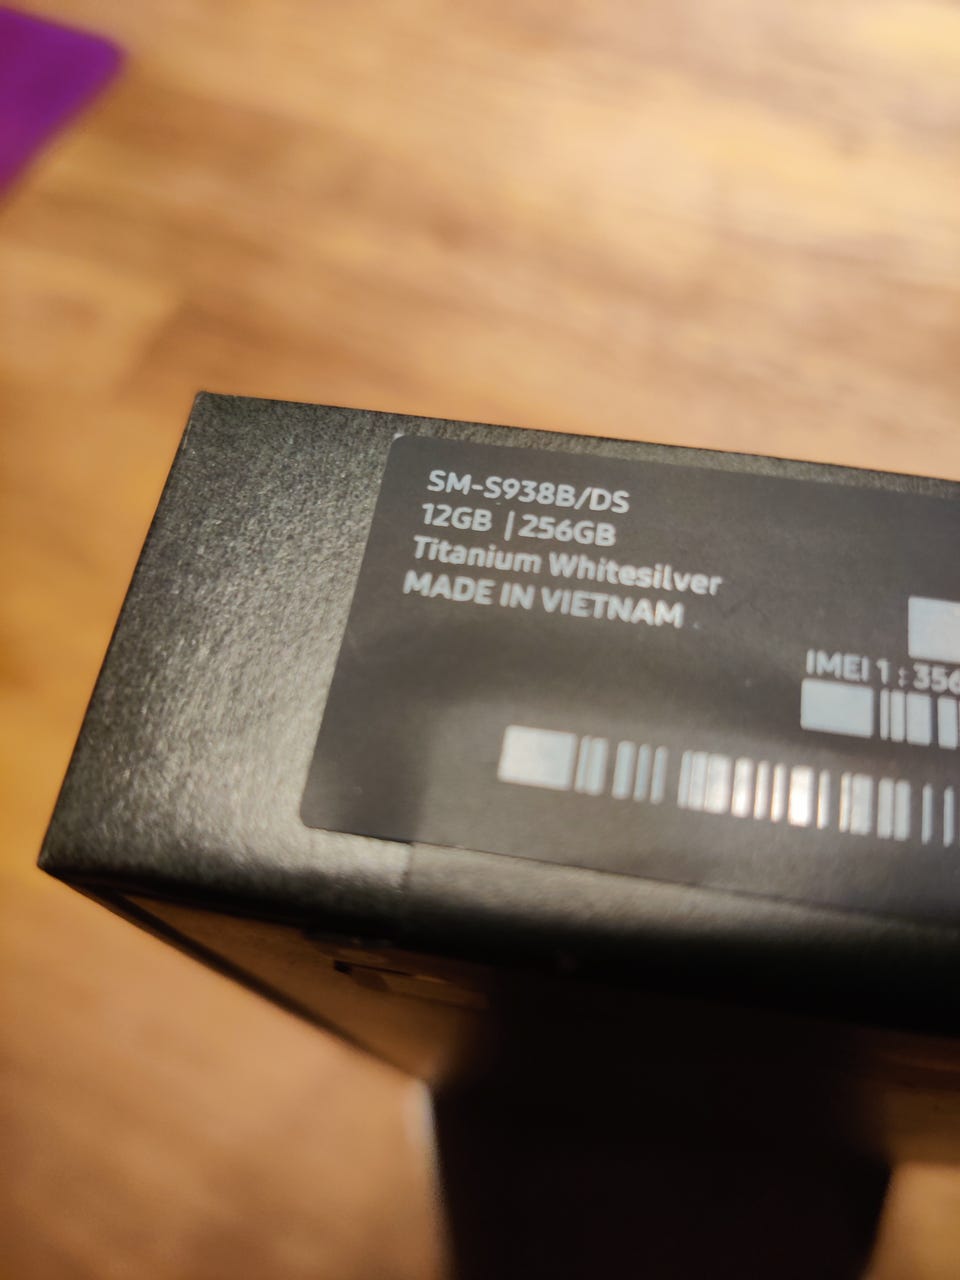 SM-S938B/DS
12GB | 256GB
Titanium Whitesilver
MADE IN VIETNAM
IMEI 1 : 356